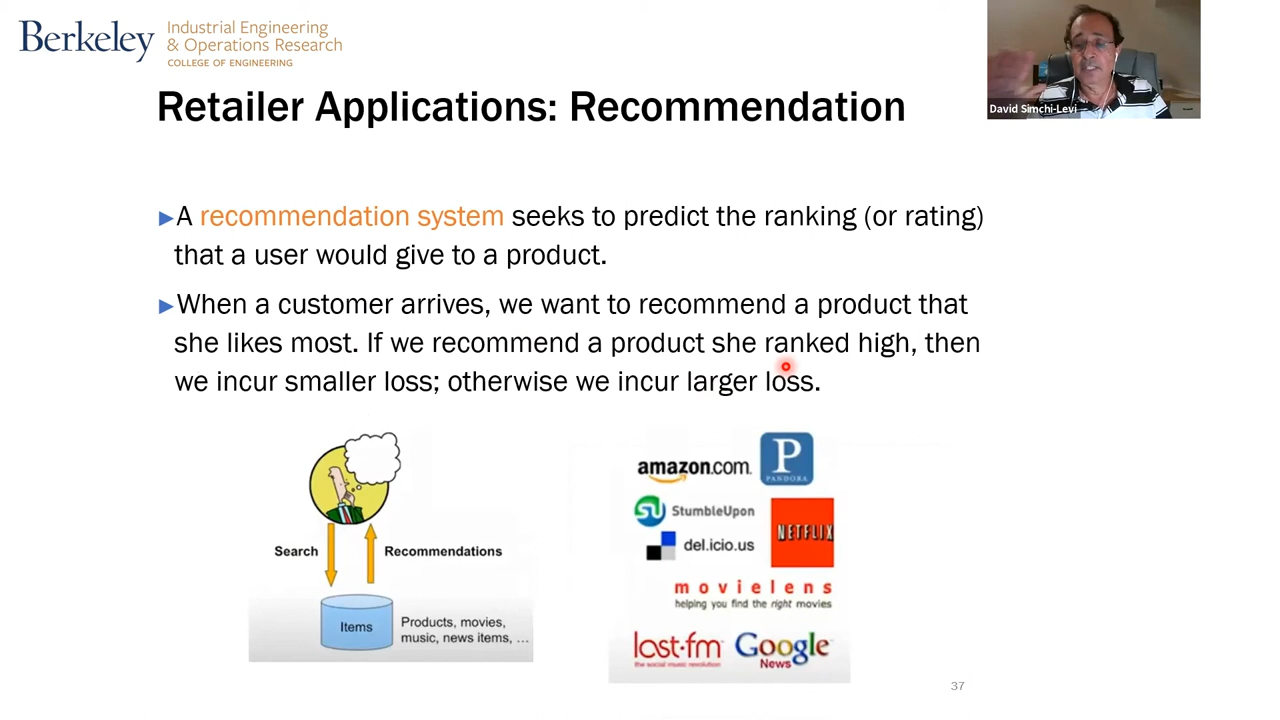 Berkeley
Industrial Engineering
& Operations Research
COLLEGE OF ENGINEERING
David Simchi-Levi
Retailer Applications: Recommendation
►A recommendation system seeks to predict the ranking (or rating)
that a user would give to a product.
►When a customer arrives, we want to recommend a product that
she likes most. If we recommend a product she ranked high, then
we incur smaller loss; otherwise we incur larger loss.
Search
Recommendations
Items
Products, movies,
music, news items, ...
amazon.com
P
PANDORA
SU StumbleUpon
del.icio.us
NETFLIX
movielens
helping you find the right movies
last.fm
the social music revolution
Google
News
37